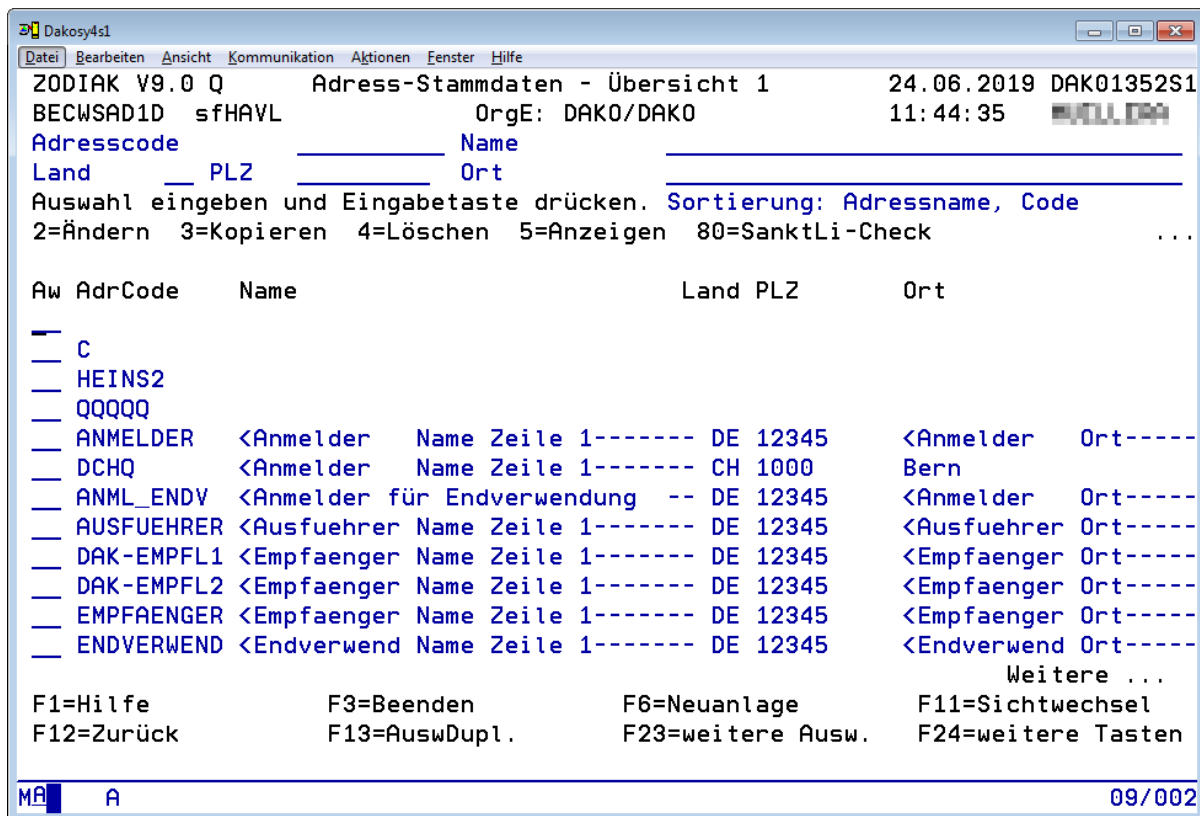 Dakosy4s1
Datei Bearbeiten Ansicht Kommunikation Aktionen Fenster Hilfe
ZODIAK V9.0 Q Adress-Stammdaten - Übersicht 1 24.06.2019 DAK01352S1
BECWSAD1D sfHAVL OrgE: DAKO/DAKO 11:44:35
Adresscode Name
Land PLZ Ort
Auswahl eingeben und Eingabetaste drücken. Sortierung: Adressname, Code
2=Ändern 3=Kopieren 4=Löschen 5=Anzeigen 80=SanktLi-Check ...
Aw AdrCode Name Land PLZ Ort
C
HEINS2
QQQQQ
ANMELDER <Anmelder Name Zeile 1------- DE 12345 <Anmelder Ort-----
DCHQ <Anmelder Name Zeile 1------- CH 1000 Bern
ANML_ENDV <Anmelder für Endverwendung -- DE 12345 <Anmelder Ort-----
AUSFUEHRER <Ausfuehrer Name Zeile 1------- DE 12345 <Ausfuehrer Ort-----
DAK-EMPFL1 <Empfaenger Name Zeile 1------- DE 12345 <Empfaenger Ort-----
DAK-EMPFL2 <Empfaenger Name Zeile 1------- DE 12345 <Empfaenger Ort-----
EMPFAENGER <Empfaenger Name Zeile 1------- DE 12345 <Empfaenger Ort-----
ENDVERWEND <Endverwend Name Zeile 1------- DE 12345 <Endverwend Ort-----
Weitere ...
F1=Hilfe F3=Beenden F6=Neuanlage F11=Sichtwechsel
F12=Zurück F13=AuswDupl. F23=weitere Ausw. F24=weitere Tasten
MA A 09/002